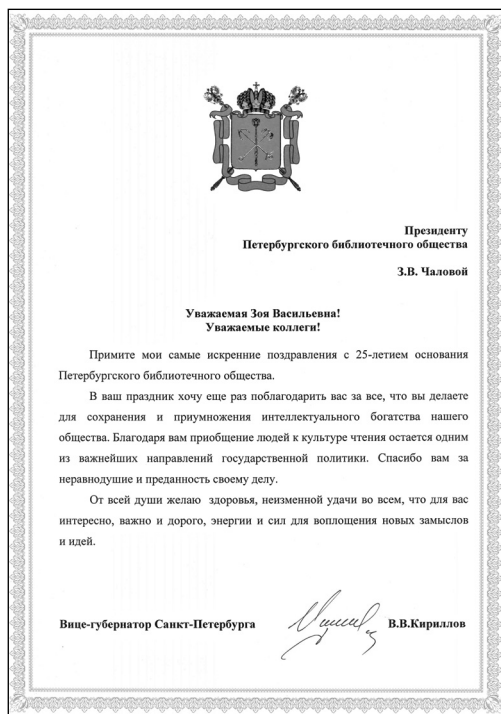 Президенту
Петербургского библиотечного общества
З.В. Чаловой
Уважаемая Зоя Васильевна!
Уважаемые коллеги!
Примите мои самые искренние поздравления с 25-летием основания
Петербургского библиотечного общества.
В ваш праздник хочу еще раз поблагодарить вас за все, что вы делаете
для сохранения и приумножения интеллектуального богатства нашего
общества. Благодаря вам приобщение людей к культуре чтения остается одним
из важнейших направлений государственной политики. Спасибо вам за
неравнодушие и преданность своему делу.
От всей души желаю здоровья, неизменной удачи во всем, что для вас
интересно, важно и дорого, энергии и сил для воплощения новых замыслов
и идей.
Вице-губернатор Санкт-Петербурга В.В.Кириллов